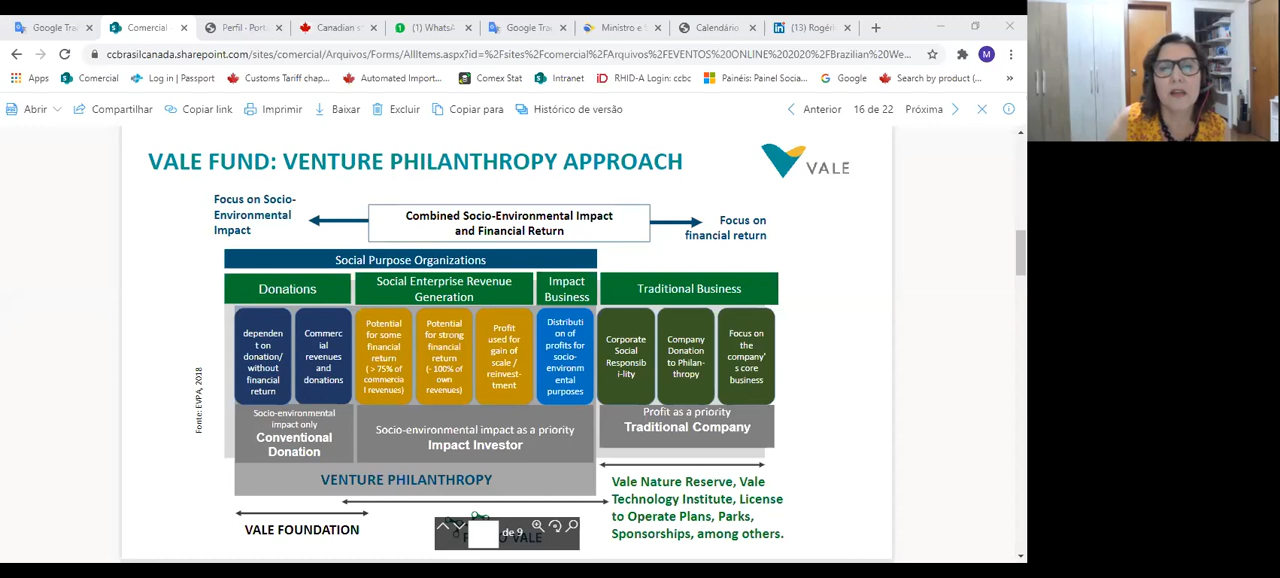 Google Tra
Comercial
Perfil - Port
Canadian s
(1) WhatsA
Google Tra
Ministro e
Calendário
(13) Rogéri
ccbrasilcanada.sharepoint.com/sites/comercial/Arquivos/Forms/AllItems.aspx?id=%2Fsites%2Fcomercial%2FArquivos%2FEVENTOS%20ONLINE%202020%2FBrazilian%20We...
M
Apps
Comercial
Log in | Passport
Customs Tariff chap...
Automated Import...
Comex Stat
Intranet
RHID-A Login: ccbc
Painéis: Painel Socia...
Google
Search by product (...
Abrir
Compartilhar
Copiar link
Imprimir
Baixar
Excluir
Copiar para
Histórico de versão
Anterior
16 de 22
Próxima
VALE FUND: VENTURE PHILANTHROPY APPROACH
VALE
Focus on Socio-
Environmental
Impact
Combined Socio-Environmental Impact
and Financial Return
Focus on
financial return
Social Purpose Organizations
Donations
Social Enterprise Revenue
Generation
Impact
Business
Traditional Business
dependen
t on
donation/
without
financial
return
Commerc
ial
revenues
and
donations
Potential
for some
financial
return
( > 75% of
commercia
l revenues)
Potential
for strong
financial
return
(- 100% of
own
revenues)
Profit
used for
gain of
scale /
reinvest-
tment
Distributi
on of
profits for
socio-
environm
ental
purposes
Corporate
Social
Responsib
i-lity
Company
Donation
to Philan-
thropy
Focus on
the
company'
s core
business
Fonte: EVPA, 2018
Socio-environmental
impact only
Conventional
Donation
Socio-environmental impact as a priority
Impact Investor
Profit as a priority
Traditional Company
VENTURE PHILANTHROPY
VALE FOUNDATION
de 9
VALE
Vale Nature Reserve, Vale
Technology Institute, License
to Operate Plans, Parks,
Sponsorships, among others.